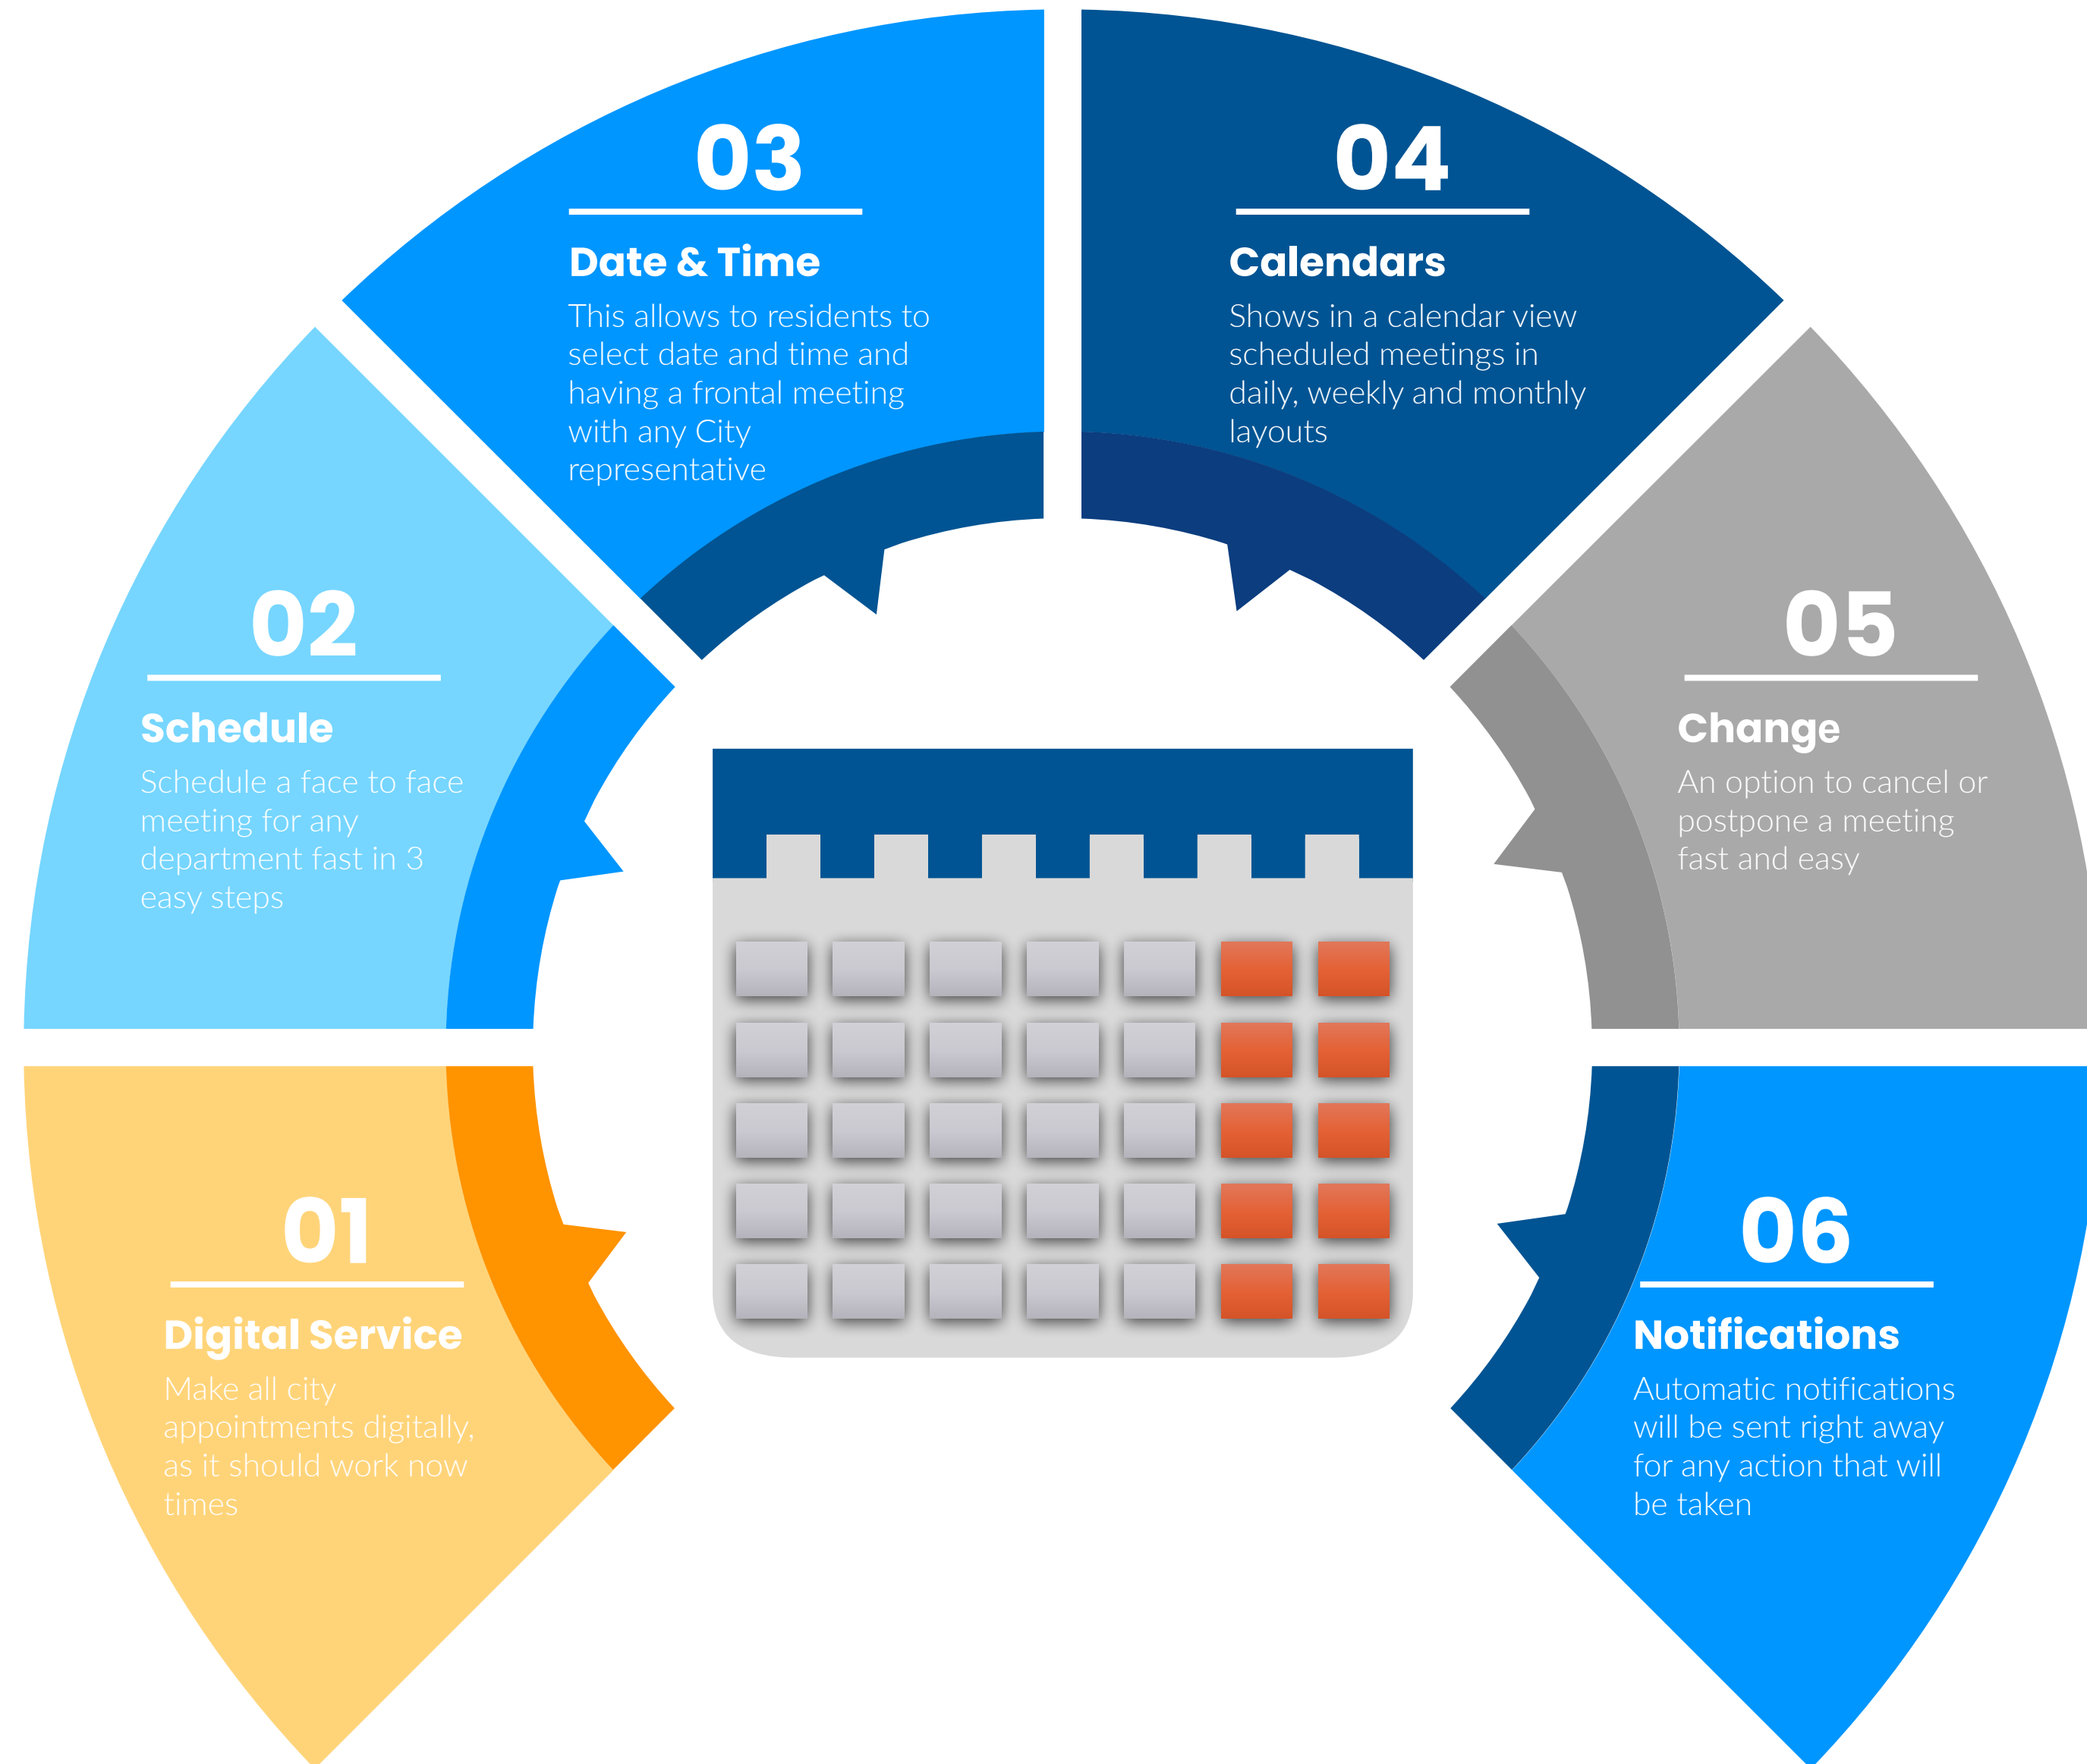 01
Digital Service
Make all city
appointments digitally,
as it should work now
times
02
Schedule
Schedule a face to face
meeting for any
department fast in 3
easy steps
03
Date & Time
This allows to residents to
select date and time and
having a frontal meeting
with any City
representative
04
Calendars
Shows in a calendar view
scheduled meetings in
daily, weekly and monthly
layouts
05
Change
An option to cancel or
postpone a meeting
fast and easy
06
Notifications
Automatic notifications
will be sent right away
for any action that will
be taken